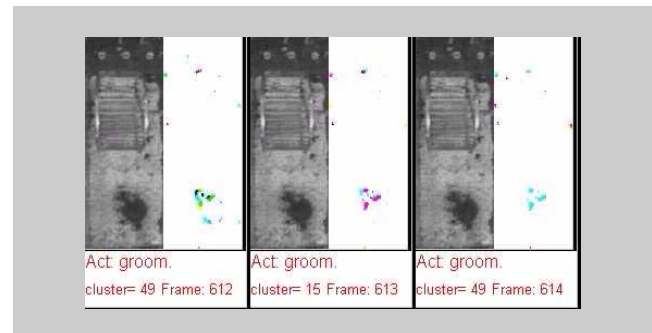 Act: groom.
cluster= 49 Frame: 612
Act: groom.
cluster= 15 Frame: 613
Act: groom.
cluster= 49 Frame: 614